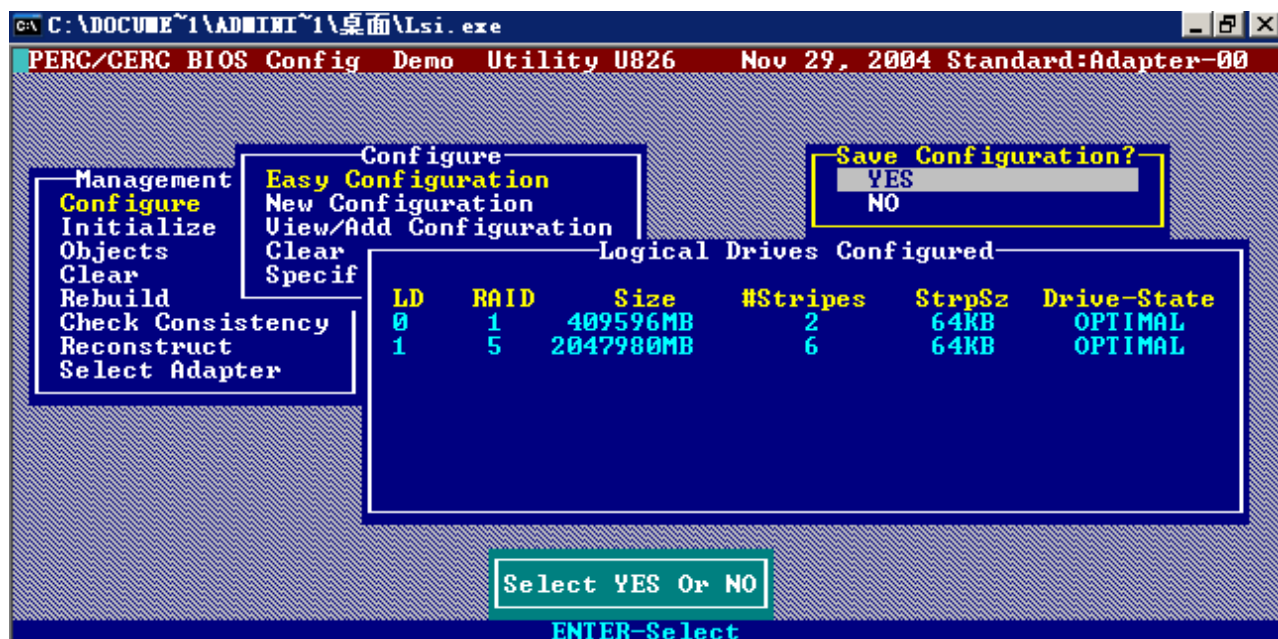 C:\DOCUME~1\ADMINI~1\桌面\Lsi.exe
PERC/CERC BIOS Config Demo Utility U826 Nov 29, 2004 Standard:Adapter-00
Configure
Easy Configuration
New Configuration
View/Add Configuration
Clear
Specif
Management
Configure
Initialize
Objects
Clear
Rebuild
Check Consistency
Reconstruct
Select Adapter
Save Configuration?
YES
NO
Logical Drives Configured
LD RAID Size #Stripes StrpSz Drive-State
0 1 409596MB 2 64KB OPTIMAL
1 5 2047980MB 6 64KB OPTIMAL
Select YES Or NO
ENTER-Select